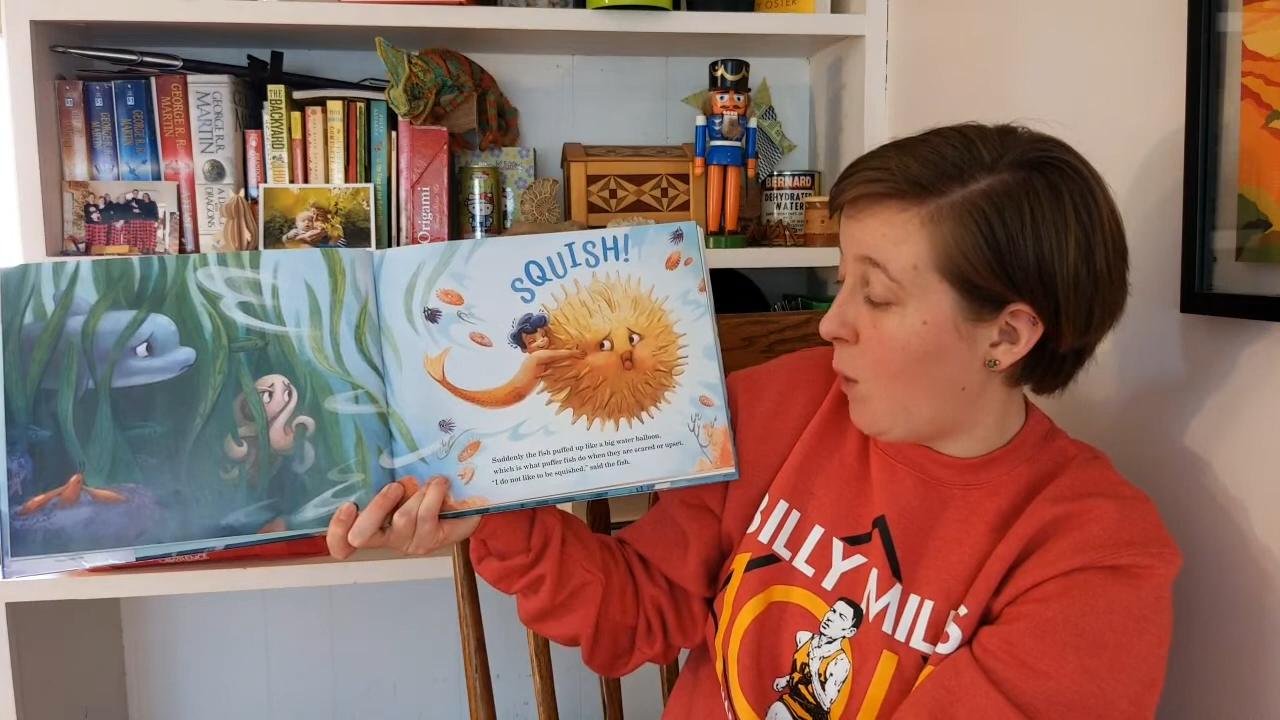 OSTER
GEORGE R.R.
GEORGE R.R. MARTIN
GEORGE R.R. MARTIN
THE BACKYARD
DRAGONS
Origami
BERNARD
DEHYDRATED
WATER
SQUISH!
Suddenly the fish puffed up like a big water balloon,
which is what puffer fish do when they are scared or upset.
"I do not like to be squished," said the fish.
BILLY MILLS